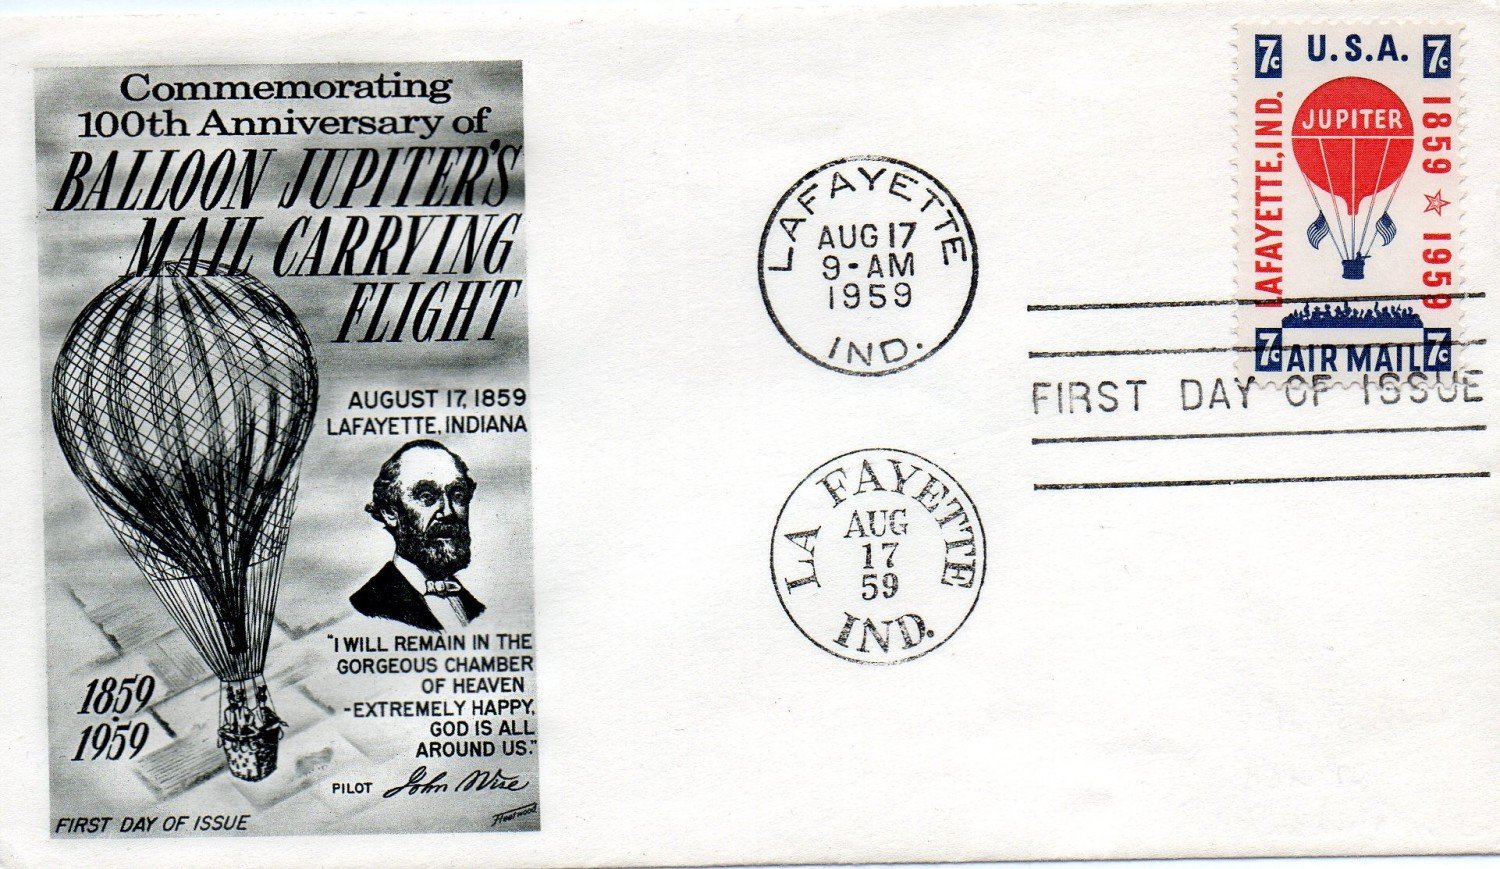 Commemorating
100th Anniversary of
BALLOON JUPITER'S
MAIL CARRYING
FLIGHT
AUGUST 17, 1859
LAFAYETTE, INDIANA
"I WILL REMAIN IN THE
GORGEOUS CHAMBER
OF HEAVEN
-EXTREMELY HAPPY,
GOD IS ALL
AROUND US."
PILOT John Wise
1859
1959
FIRST DAY OF ISSUE
Fleetwood
LAFAYETTE
AUG 17
9-AM
1959
IND.
LA FAYETTE
AUG
17
59
IND.
7c U.S.A. 7c
JUPITER
LAFAYETTE, IND.
1859 ★ 1959
7c AIR MAIL 7c
FIRST DAY OF ISSUE